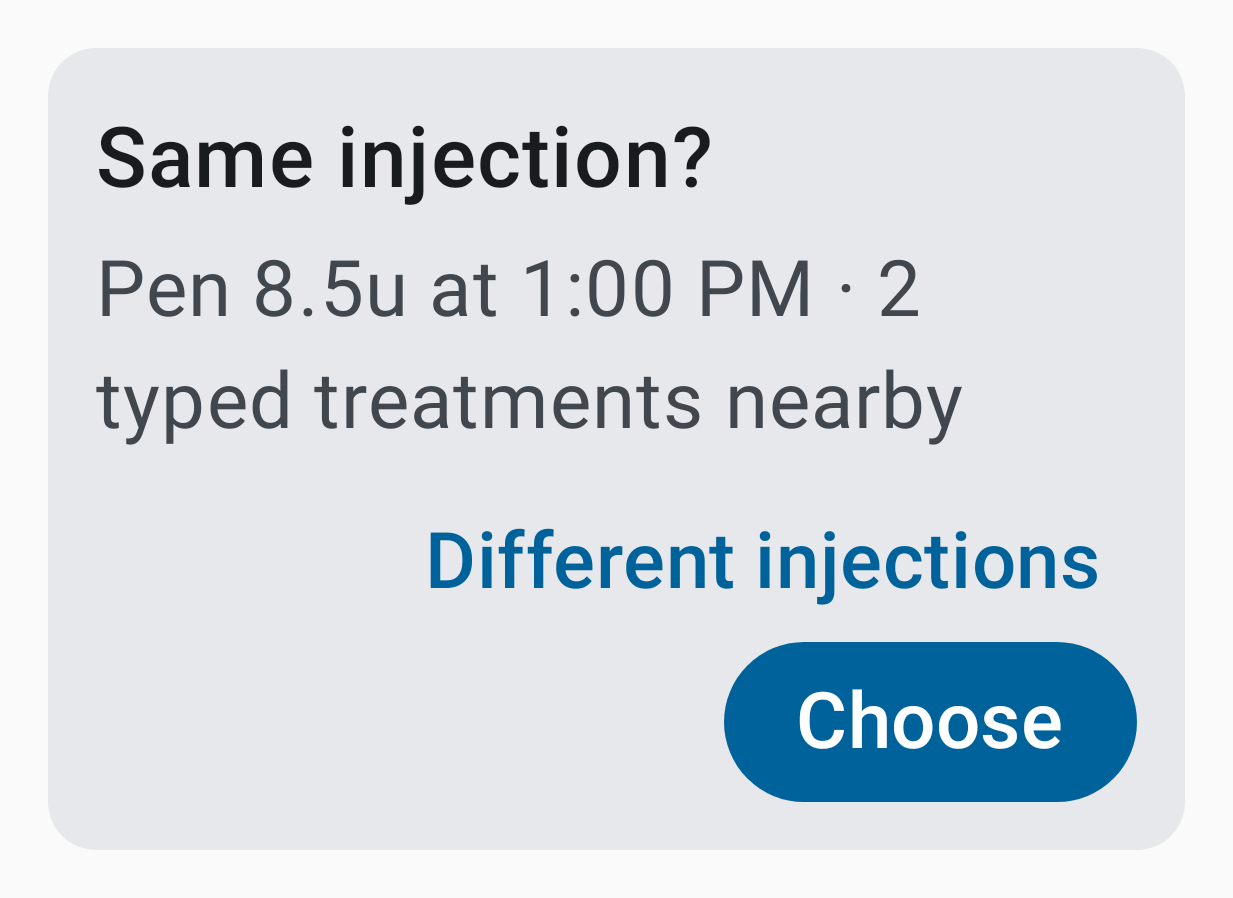 Same injection?
Pen 8.5u at 1:00 PM · 2
typed treatments nearby
Different injections
Choose